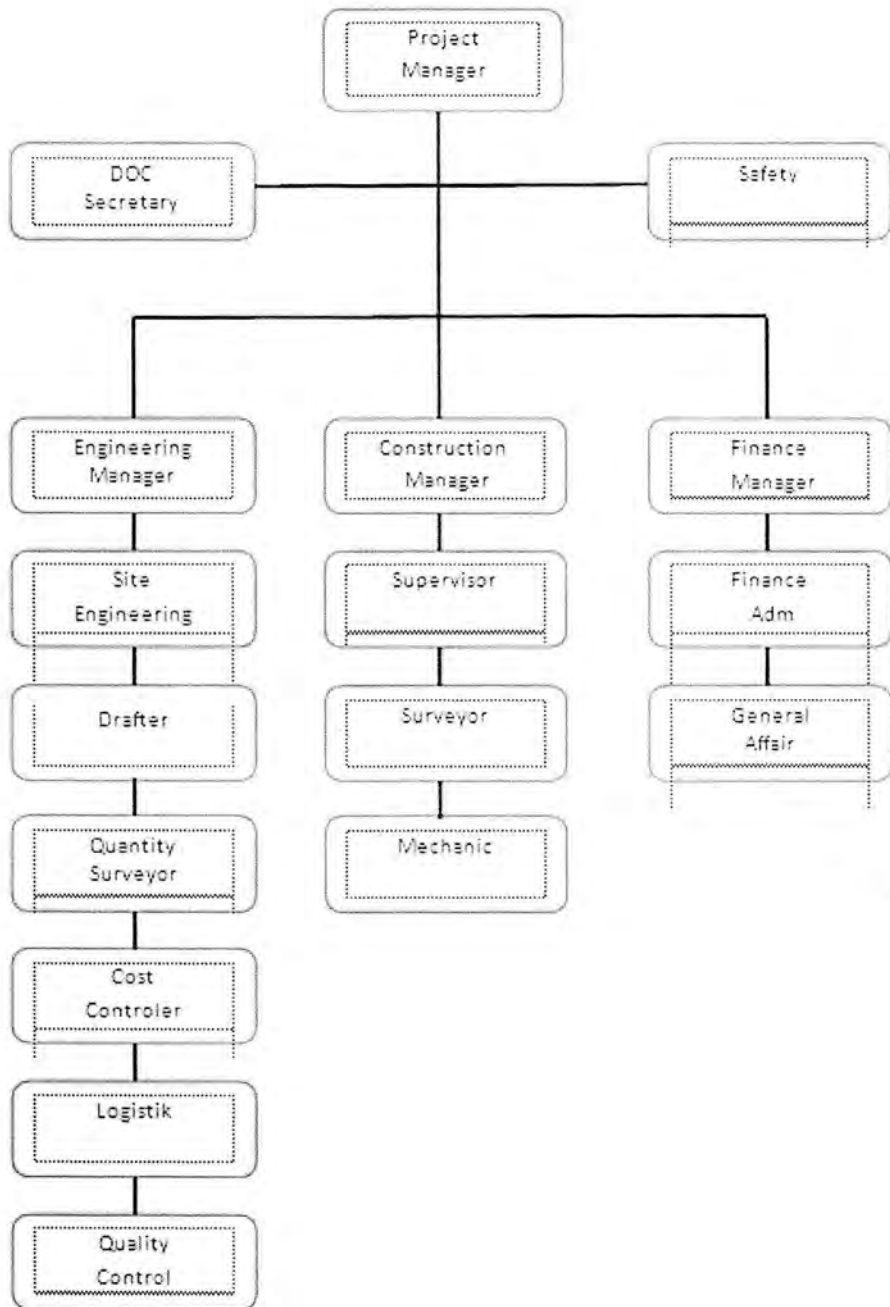 Project
Manager
DOC
Secretary
Safety
Engineering
Manager
Construction
Manager
Finance
Manager
Site
Engineering
Supervisor
Finance
Adm
Drafter
Surveyor
General
Affair
Quantity
Surveyor
Mechanic
Cost
Controler
Logistik
Quality
Control